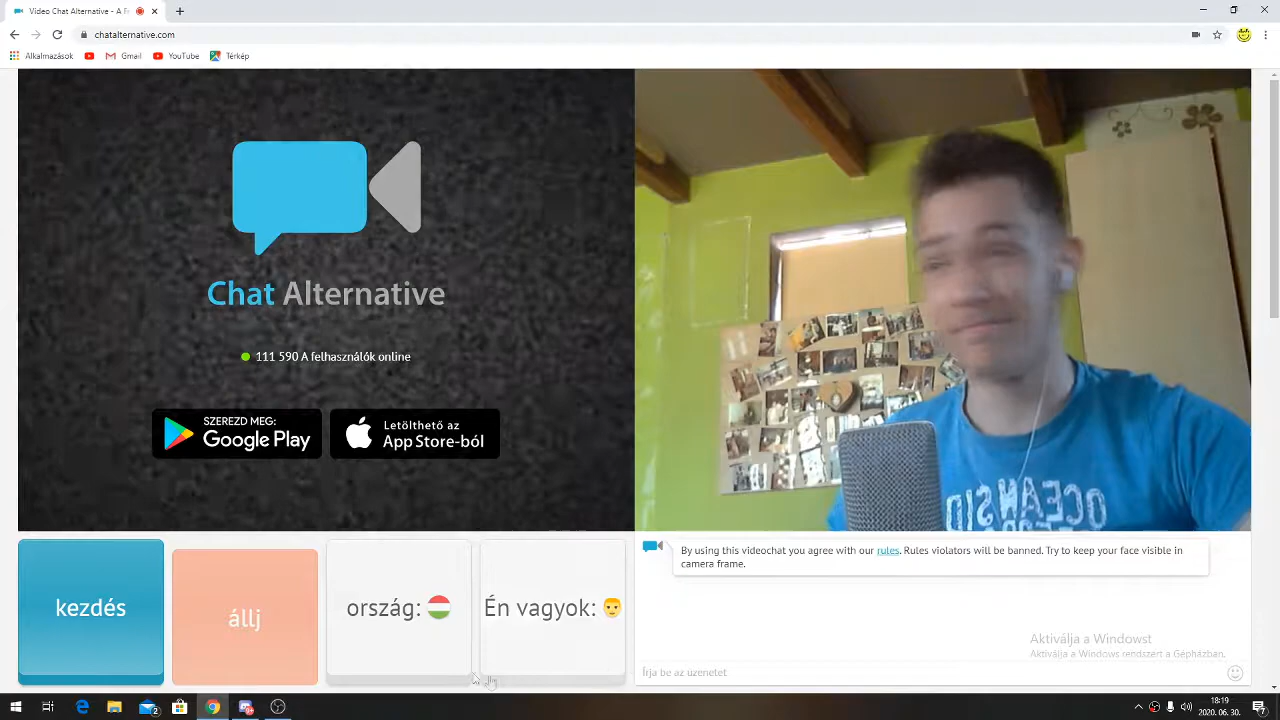 Video Chat Alternative - A F
chatalternative.com
Alkalmazások
Gmail
YouTube
Térkép
Chat Alternative
111 590 A felhasználók online
SZEREZD MEG:
Google Play
Letölthető az
App Store-ból
kezdés
állj
ország:
Én vagyok:
OCEANSID
By using this videochat you agree with our rules. Rules violators will be banned. Try to keep your face visible in
camera frame.
Aktiválja a Windowst
Aktiválja a Windows rendszert a Gépházban.
Írja be az üzenetet
18:19
2020. 06. 30.